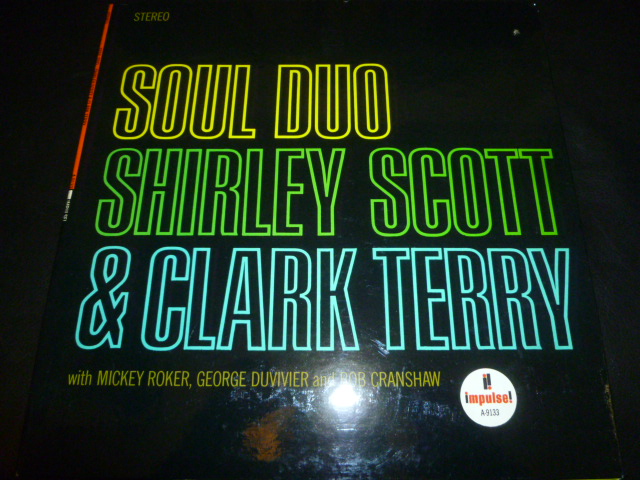 STEREO
SOUL DUO
SHIRLEY SCOTT
& CLARK TERRY
with MICKEY ROKER, GEORGE DUVIVIER and BOB CRANSHAW
impulse!
A-9133